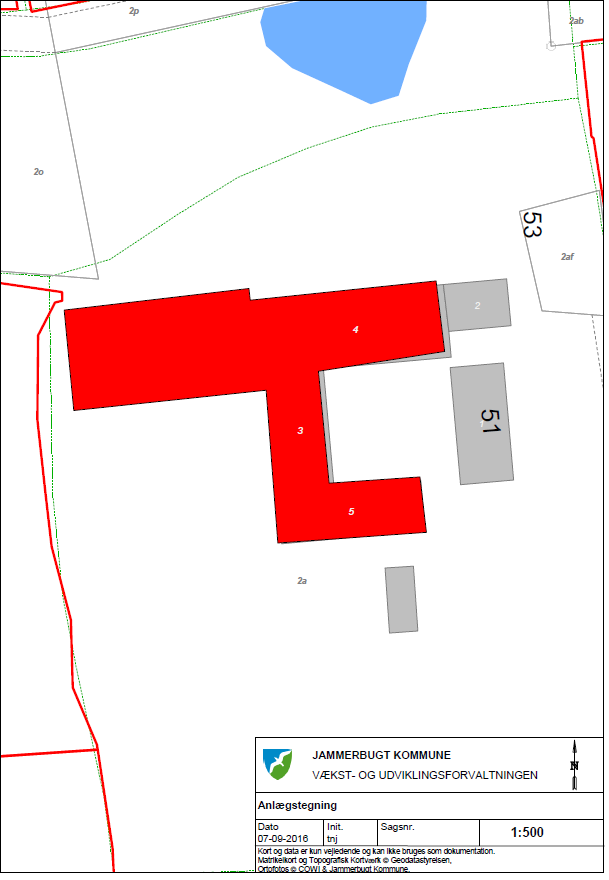 2p
2ab
2o
53
2af
2
4
51
3
5
2a
JAMMERBUGT KOMMUNE
VÆKST- OG UDVIKLINGSFORVALTNINGEN
N
Anlægstegning
Dato
07-09-2016
Init.
tnj
Sagsnr.
1:500
Kort og data er kun vejledende og kan ikke bruges som dokumentation.
Matrikelkort og Topografisk Kortværk © Geodatastyrelsen,
Ortofotos © COWI & Jammerbugt Kommune.